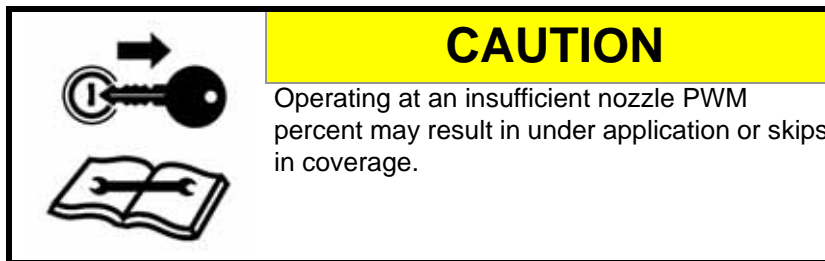 CAUTION
Operating at an insufficient nozzle PWM
percent may result in under application or skips
in coverage.